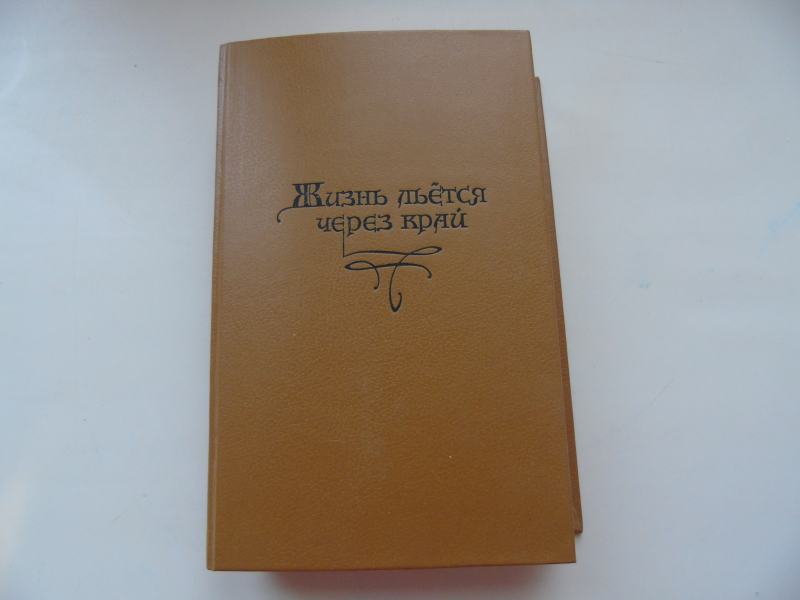 Жизнь льётся
через край